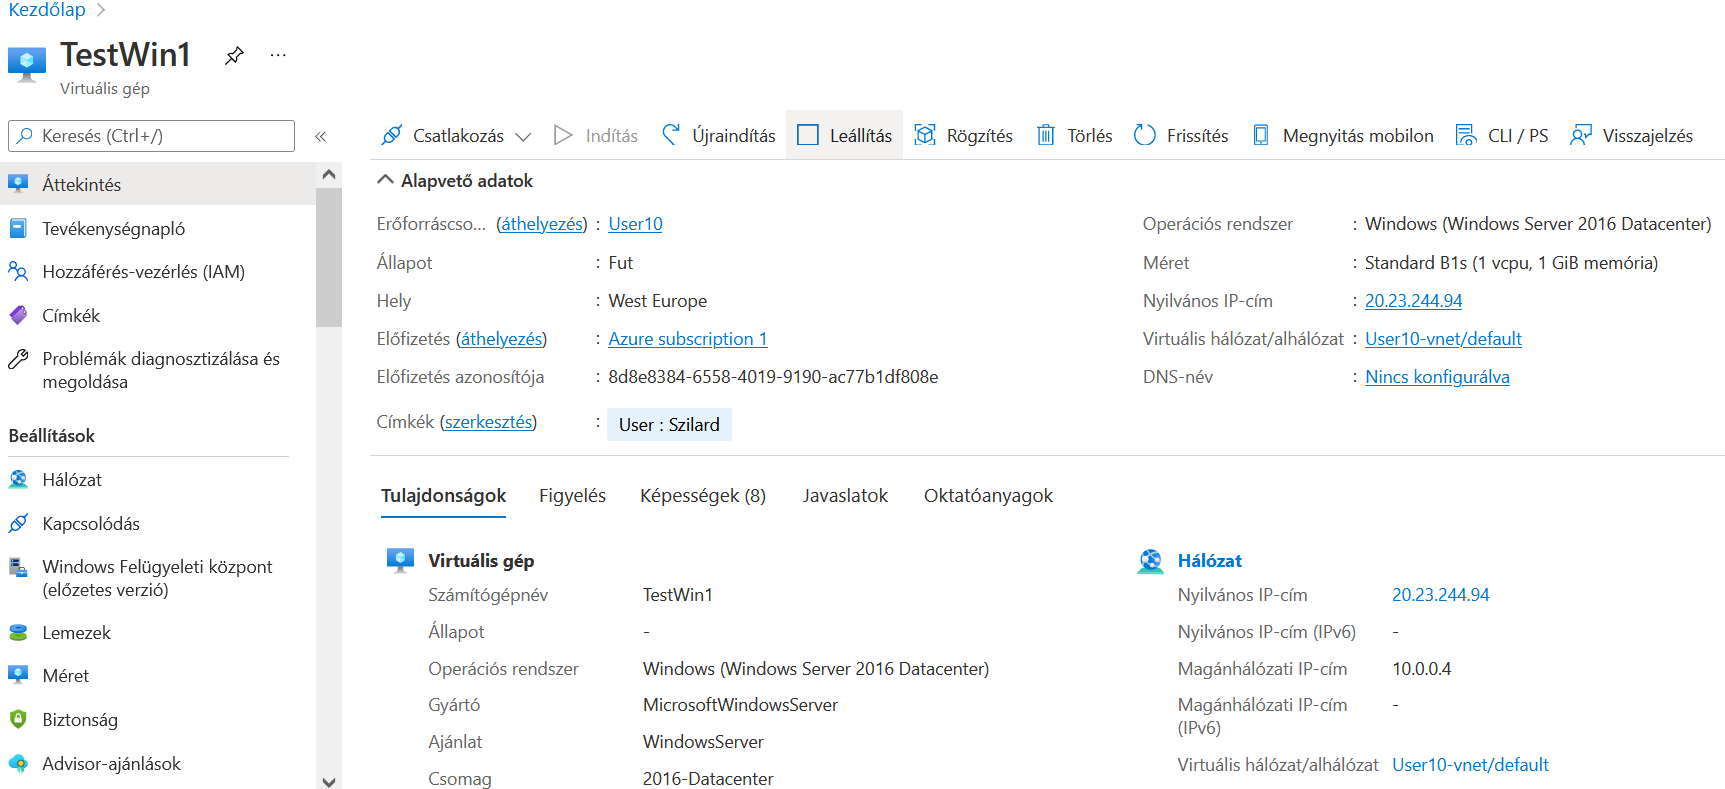 Kezdőlap
TestWin1
Virtuális gép
Keresés (Ctrl+/)
Csatlakozás Indítás Újraindítás Leállítás Rögzítés Törlés Frissítés Megnyitás mobilon CLI / PS Visszajelzés
Áttekintés
Tevékenységnapló
Hozzáférés-vezérlés (IAM)
Címkék
Problémák diagnosztizálása és
megoldása
Beállítások
Hálózat
Kapcsolódás
Windows Felügyeleti központ
(előzetes verzió)
Lemezek
Méret
Biztonság
Advisor-ajánlások
Alapvető adatok
Erőforráscso... (áthelyezés) : User10
Állapot : Fut
Hely : West Europe
Előfizetés (áthelyezés) : Azure subscription 1
Előfizetés azonosítója : 8d8e8384-6558-4019-9190-ac77b1df808e
Címkék (szerkesztés) : User : Szilard
Operációs rendszer : Windows (Windows Server 2016 Datacenter)
Méret : Standard B1s (1 vcpu, 1 GiB memória)
Nyilvános IP-cím : 20.23.244.94
Virtuális hálózat/alhálózat : User10-vnet/default
DNS-név : Nincs konfigurálva
Tulajdonságok Figyelés Képességek (8) Javaslatok Oktatóanyagok
Virtuális gép
Számítógépnév TestWin1
Állapot -
Operációs rendszer Windows (Windows Server 2016 Datacenter)
Gyártó MicrosoftWindowsServer
Ajánlat WindowsServer
Csomag 2016-Datacenter
Hálózat
Nyilvános IP-cím 20.23.244.94
Nyilvános IP-cím (IPv6) -
Magánhálózati IP-cím 10.0.0.4
Magánhálózati IP-cím -
(IPv6)
Virtuális hálózat/alhálózat User10-vnet/default